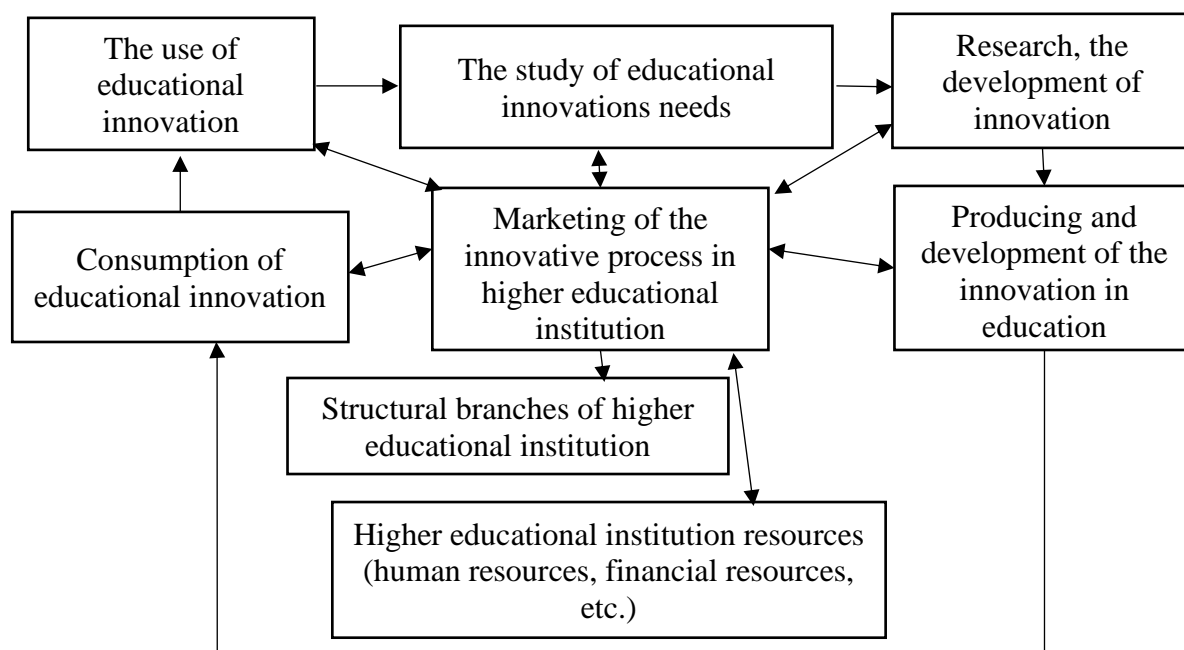 The use of
educational
innovation
The study of educational
innovations needs
Research, the
development of
innovation
Consumption of
educational innovation
Marketing of the
innovative process in
higher educational
institution
Producing and
development of the
innovation in
education
Structural branches of higher
educational institution
Higher educational institution resources
(human resources, financial resources,
etc.)